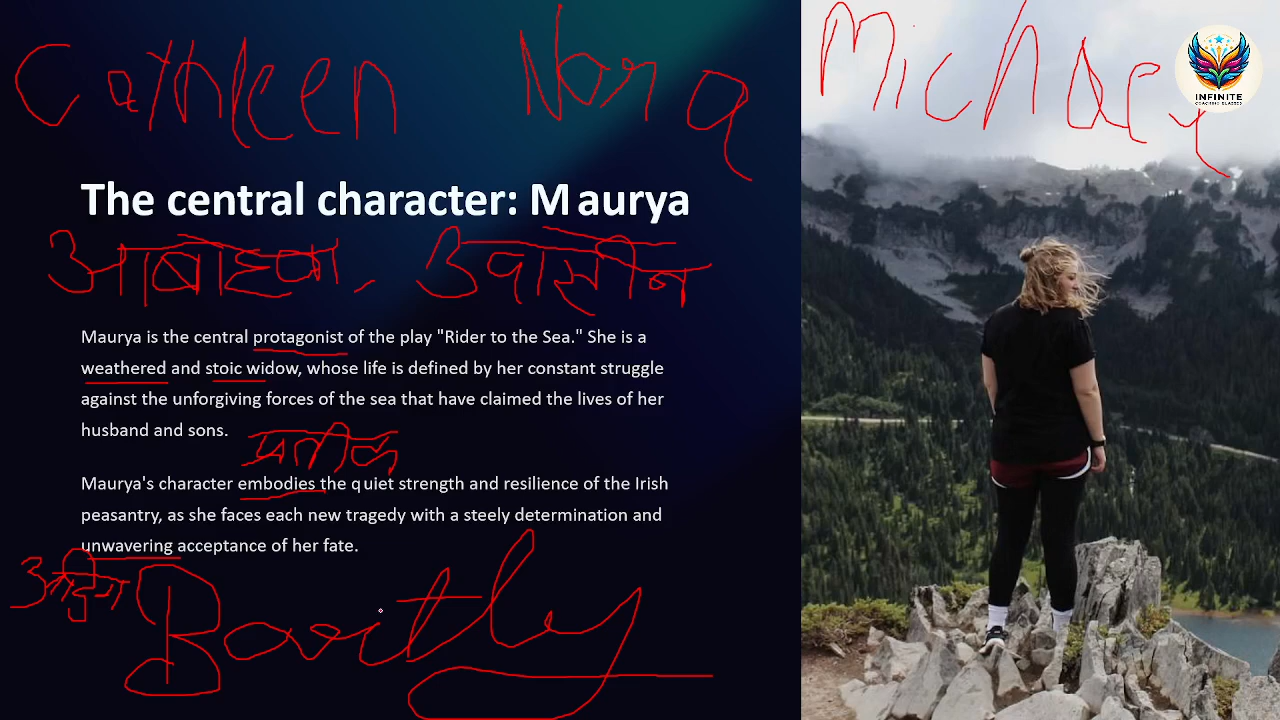 Cathleen Nora Michael
INFINITE
COACHING CLASSES
The central character: Maurya
आबोहवा, उदासीन
Maurya is the central protagonist of the play "Rider to the Sea." She is a
weathered and stoic widow, whose life is defined by her constant struggle
against the unforgiving forces of the sea that have claimed the lives of her
husband and sons.
प्रतीक
Maurya's character embodies the quiet strength and resilience of the Irish
peasantry, as she faces each new tragedy with a steely determination and
unwavering acceptance of her fate.
अडिग
Bartley